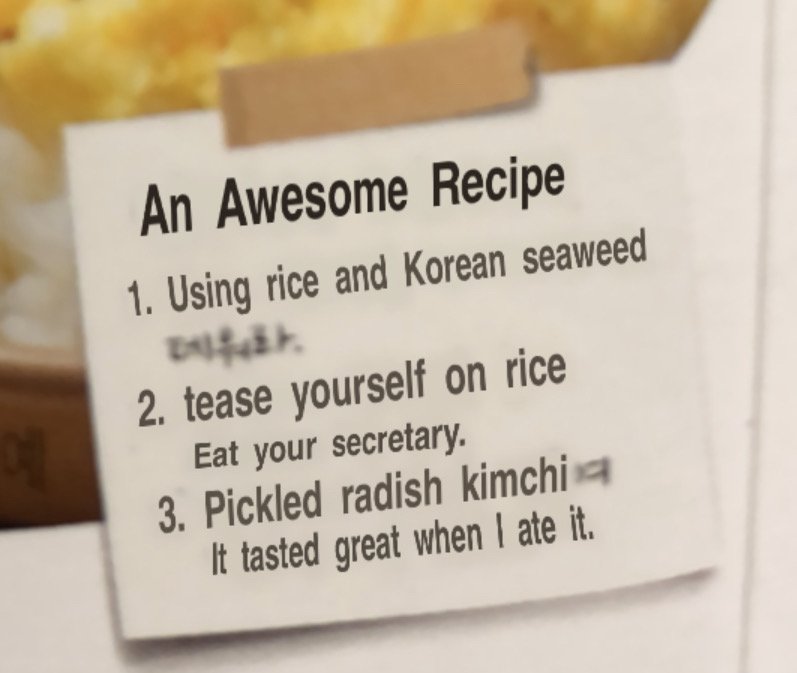 An Awesome Recipe
1. Using rice and Korean seaweed
2. tease yourself on rice
Eat your secretary.
3. Pickled radish kimchi
It tasted great when I ate it.